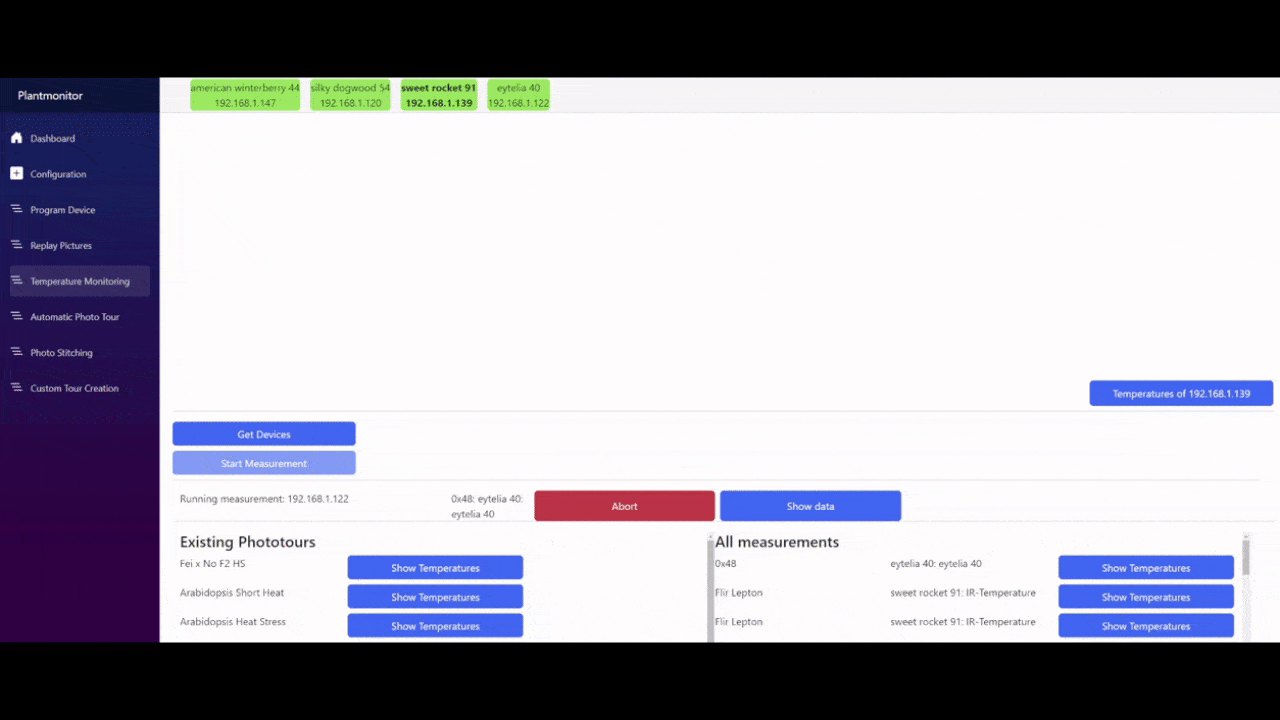 Plantmonitor
american winterberry 44
192.168.1.147
silky dogwood 54
192.168.1.120
sweet rocket 91
192.168.1.139
eytelia 40
192.168.1.122
Dashboard
Configuration
Program Device
Replay Pictures
Temperature Monitoring
Automatic Photo Tour
Photo Stitching
Custom Tour Creation
Temperatures of 192.168.1.139
Get Devices
Start Measurement
Running measurement: 192.168.1.122
0x48: eytelia 40:
eytelia 40
Abort
Show data
Existing Phototours
Fei x No F2 HS
Show Temperatures
Arabidopsis Short Heat
Show Temperatures
Arabidopsis Heat Stress
Show Temperatures
All measurements
0x48
eytelia 40: eytelia 40
Show Temperatures
Flir Lepton
sweet rocket 91: IR-Temperature
Show Temperatures
Flir Lepton
sweet rocket 91: IR-Temperature
Show Temperatures